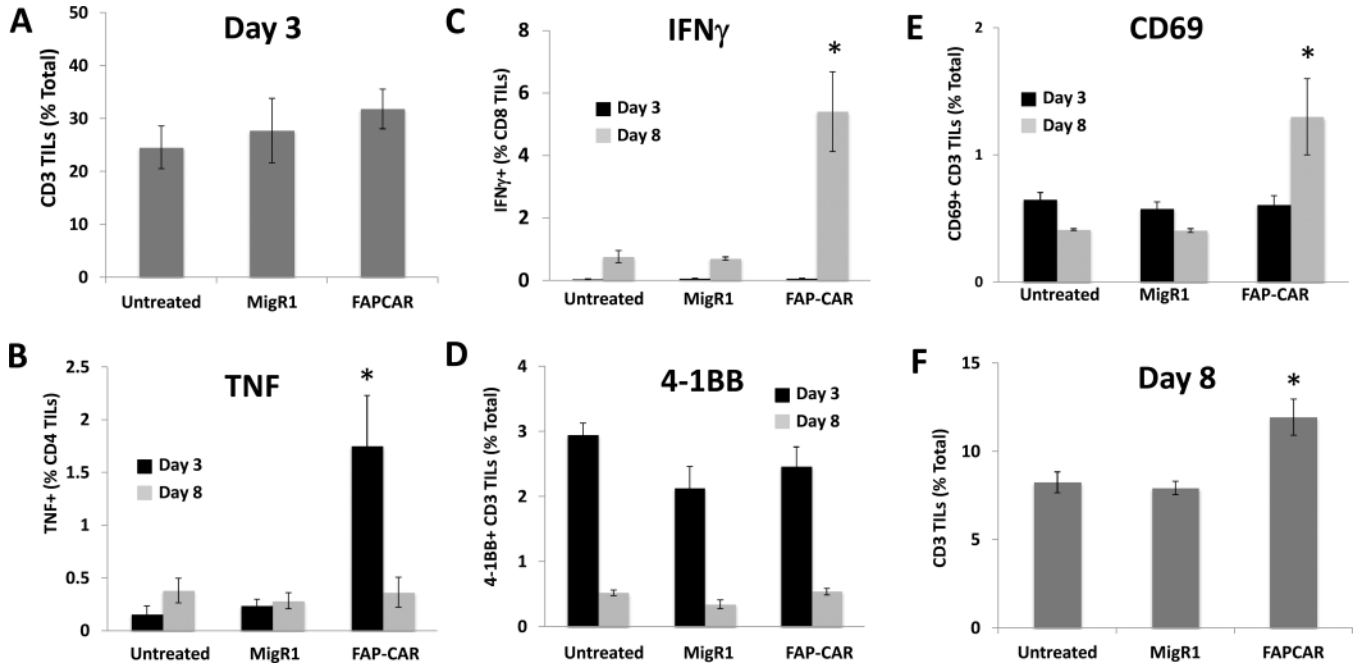 A
Day 3
CD3 TILs (% Total)
50
40
30
20
10
0
Untreated MigR1 FAPCAR
B
TNF
TNF+ (% CD4 TILs)
2.5
2
1.5
1
0.5
0
*
Day 3
Day 8
Untreated MigR1 FAP-CAR
C
IFNγ
IFNγ+ (% CD8 TILs)
8
6
4
2
0
*
Day 3
Day 8
Untreated MigR1 FAP-CAR
D
4-1BB
4-1BB+ CD3 TILs (% Total)
4
3
2
1
0
Day 3
Day 8
Untreated MigR1 FAP-CAR
E
CD69
CD69+ CD3 TILs (% Total)
2
1
0
*
Day 3
Day 8
Untreated MigR1 FAP-CAR
F
Day 8
CD3 TILs (% Total)
15
10
5
0
*
Untreated MigR1 FAPCAR